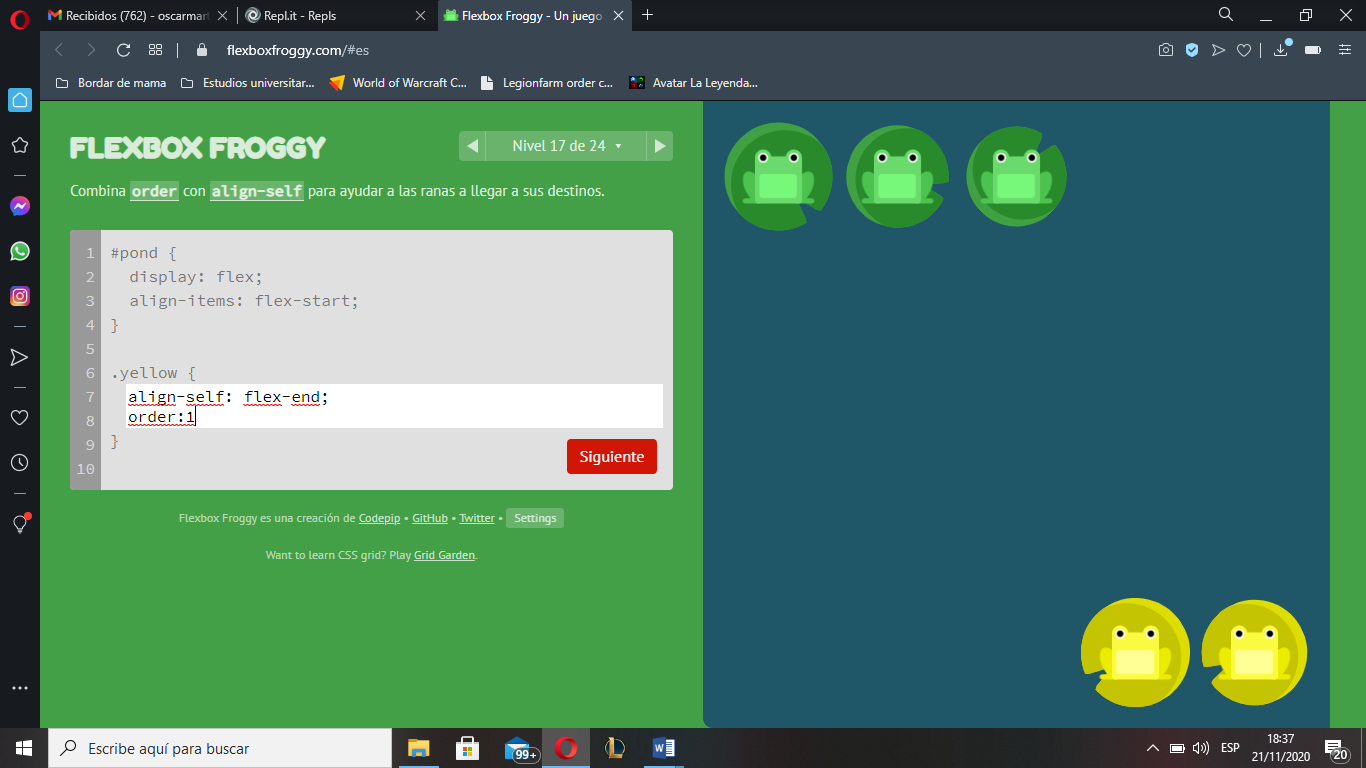 Recibidos (762) - oscarmart
Repl.it - Repls
Flexbox Froggy - Un juego
flexboxfroggy.com/#es
Bordar de mama
Estudios universitar...
World of Warcraft C...
Legionfarm order c...
Avatar La Leyenda...
FLEXBOX FROGGY
Nivel 17 de 24
Combina order con align-self para ayudar a las ranas a llegar a sus destinos.
1 #pond {
2 display: flex;
3 align-items: flex-start;
4 }
5
6 .yellow {
7 align-self: flex-end;
8 order:1
9 }
10
Siguiente
Flexbox Froggy es una creación de Codepip • GitHub • Twitter • Settings
Want to learn CSS grid? Play Grid Garden.
Escribe aquí para buscar
99+
ESP
18:37
21/11/2020
20